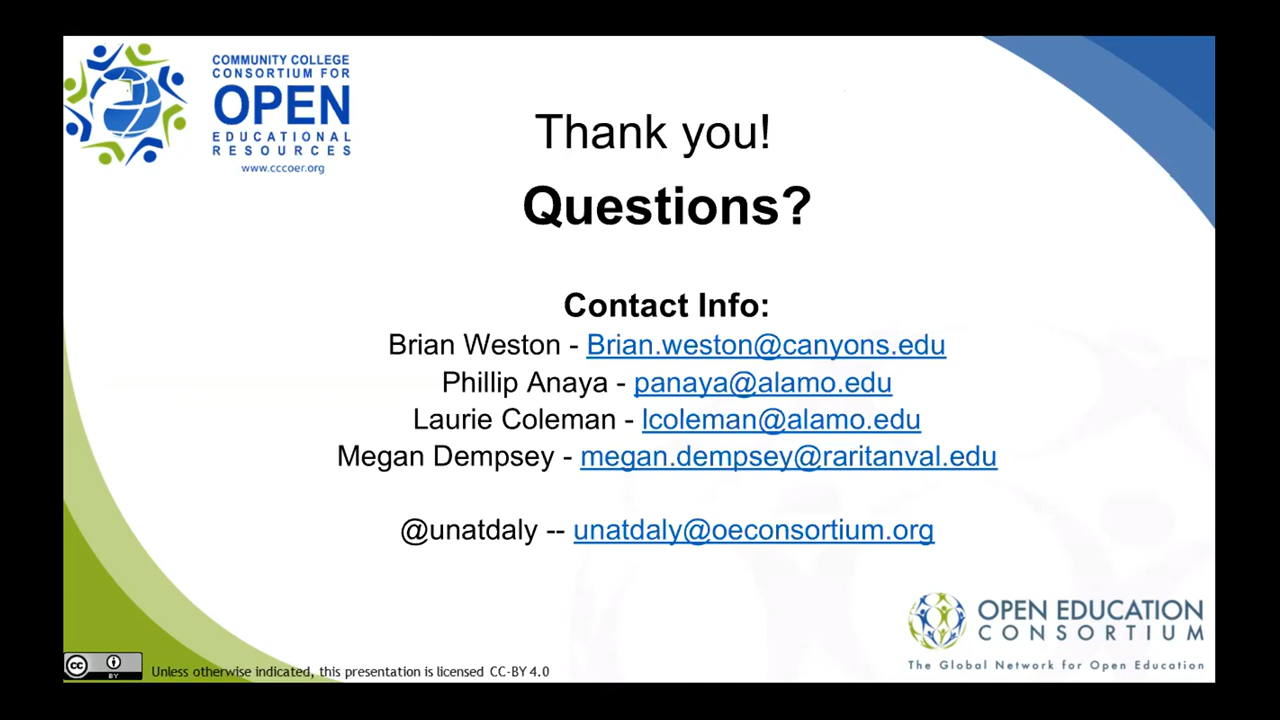 COMMUNITY COLLEGE
CONSORTIUM FOR
OPEN
EDUCATIONAL
RESOURCES
www.cccoer.org
Thank you!
Questions?
Contact Info:
Brian Weston - Brian.weston@canyons.edu
Phillip Anaya - panaya@alamo.edu
Laurie Coleman - lcoleman@alamo.edu
Megan Dempsey - megan.dempsey@raritanval.edu
@unatdaly -- unatdaly@oeconsortium.org
OPEN EDUCATION
CONSORTIUM
The Global Network for Open Education
cc
BY
Unless otherwise indicated, this presentation is licensed CC-BY 4.0